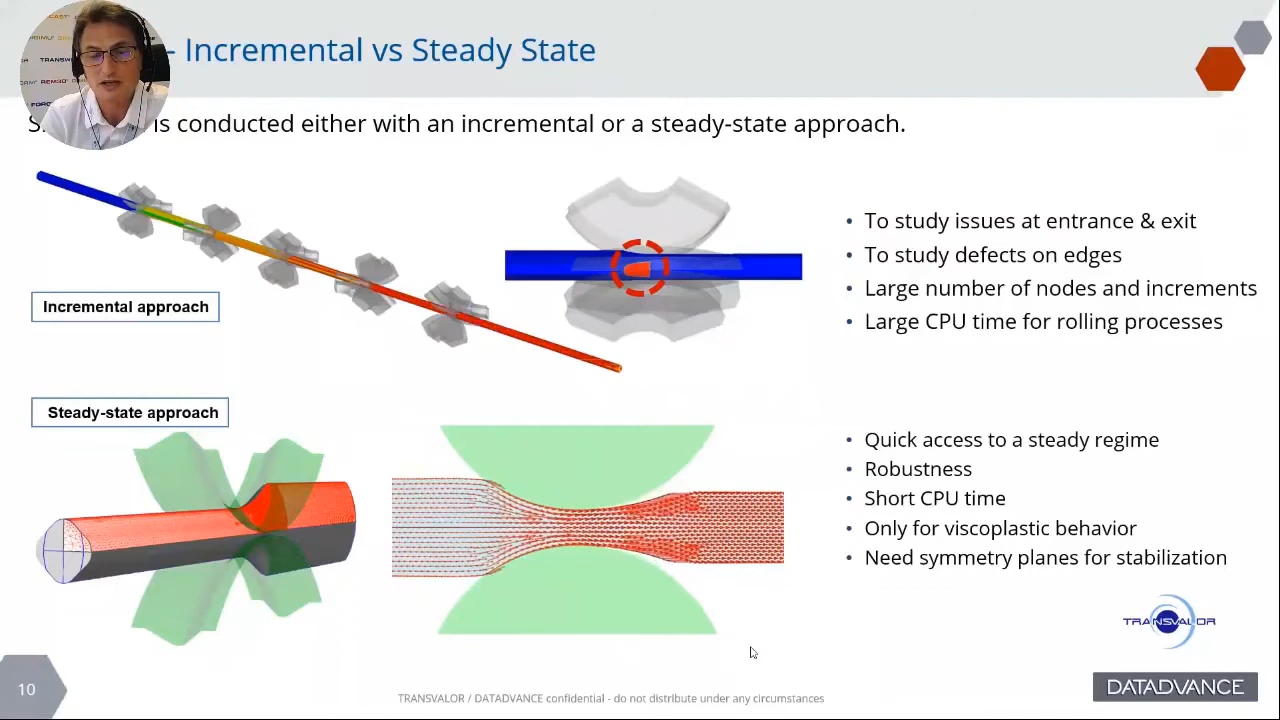 - Incremental vs Steady State
is conducted either with an incremental or a steady-state approach.
Incremental approach
• To study issues at entrance & exit
• To study defects on edges
• Large number of nodes and increments
• Large CPU time for rolling processes
Steady-state approach
• Quick access to a steady regime
• Robustness
• Short CPU time
• Only for viscoplastic behavior
• Need symmetry planes for stabilization
TRANSVALOR
10
TRANSVALOR / DATADVANCE confidential - do not distribute under any circumstances
DATADVANCE